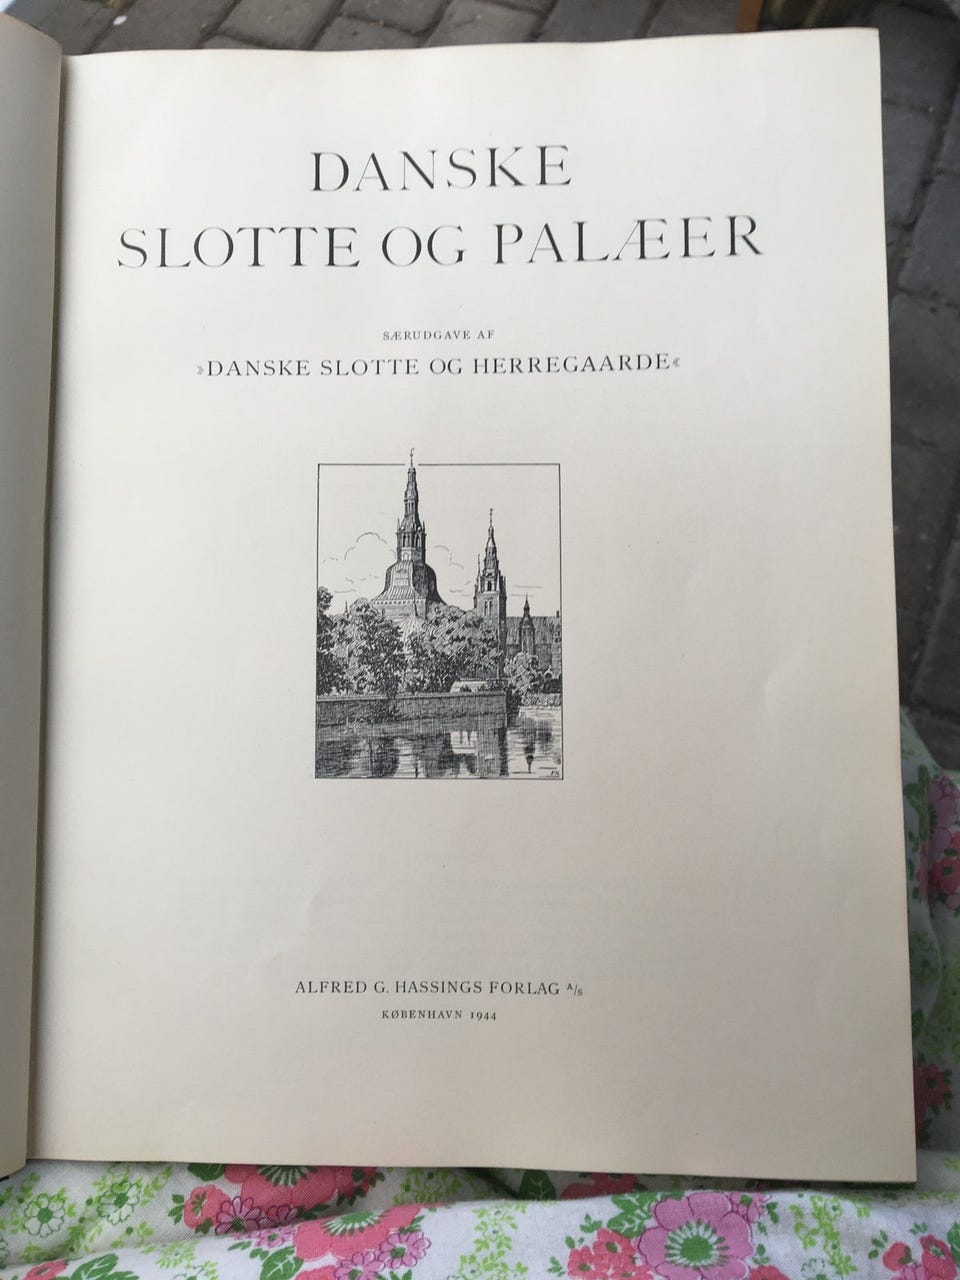 DANSKE
SLOTTE OG PALÆER
SÆRUDGAVE AF
»DANSKE SLOTTE OG HERREGAARDE«
ALFRED G. HASSINGS FORLAG A/S
KØBENHAVN 1944